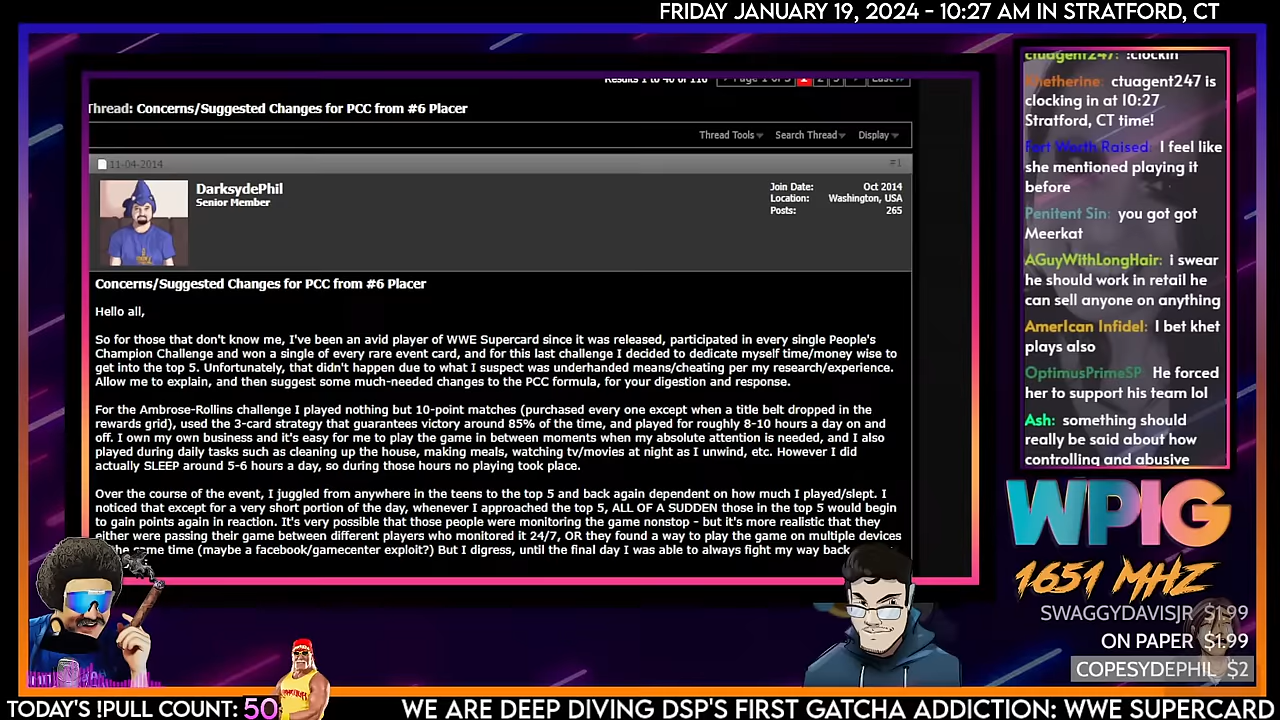 FRIDAY JANUARY 19, 2024 - 10:27 AM IN STRATFORD, CT
Results 1 to 40 of 116
Page 1 of 3 1 2 3 > Last
Thread: Concerns/Suggested Changes for PCC from #6 Placer
Thread Tools Search Thread Display
11-04-2014 #1
DarksydePhil
Senior Member
Join Date: Oct 2014
Location: Washington, USA
Posts: 265
Concerns/Suggested Changes for PCC from #6 Placer
Hello all,
So for those that don't know me, I've been an avid player of WWE Supercard since it was released, participated in every single People's
Champion Challenge and won a single of every rare event card, and for this last challenge I decided to dedicate myself time/money wise to
get into the top 5. Unfortunately, that didn't happen due to what I suspect was underhanded means/cheating per my research/experience.
Allow me to explain, and then suggest some much-needed changes to the PCC formula, for your digestion and response.
For the Ambrose-Rollins challenge I played nothing but 10-point matches (purchased every one except when a title belt dropped in the
rewards grid), used the 3-card strategy that guarantees victory around 85% of the time, and played for roughly 8-10 hours a day on and
off. I own my own business and it's easy for me to play the game in between moments when my absolute attention is needed, and I also
played during daily tasks such as cleaning up the house, making meals, watching tv/movies at night as I unwind, etc. However I did
actually SLEEP around 5-6 hours a day, so during those hours no playing took place.
Over the course of the event, I juggled from anywhere in the teens to the top 5 and back again dependent on how much I played/slept. I
noticed that except for a very short portion of the day, whenever I approached the top 5, ALL OF A SUDDEN those in the top 5 would begin
to gain points again in reaction. It's very possible that those people were monitoring the game nonstop - but it's more realistic that they
either were passing their game between different players who monitored it 24/7, OR they found a way to play the game on multiple devices
the same time (maybe a facebook/gamecenter exploit?) But I digress, until the final day I was able to always fight my way back
ctuagent247: !clockin
Khetherine: ctuagent247 is
clocking in at 10:27
Stratford, CT time!
Fort Worth Raised: I feel like
she mentioned playing it
before
Penitent Sin: you got got
Meerkat
AGuyWithLongHair: i swear
he should work in retail he
can sell anyone on anything
AmerIcan Infidel: I bet khet
plays also
OptimusPrimeSP: He forced
her to support his team lol
Ash: something should
really be said about how
controlling and abusive
WPIG
1651 MHZ
SWAGGYDAVISJR $1.99
ON PAPER $1.99
COPESYDEPHIL $2
TODAY'S !PULL COUNT: 50
WE ARE DEEP DIVING DSP'S FIRST GATCHA ADDICTION: WWE SUPERCARD